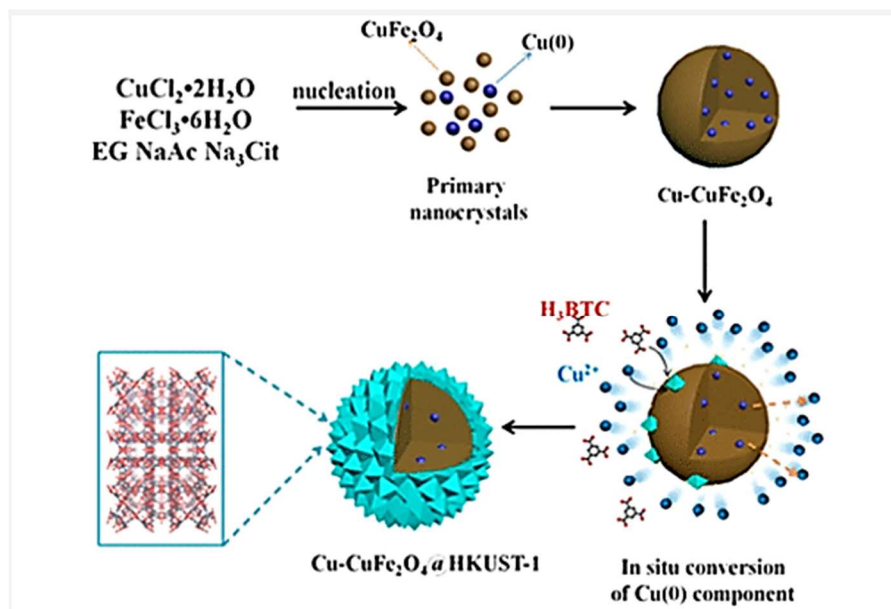 CuFe₂O₄
Cu(0)
CuCl₂•2H₂O
FeCl₃•6H₂O
EG NaAc Na₃Cit
nucleation
Primary
nanocrystals
Cu-CuFe₂O₄
H₃BTC
Cu²⁺
Cu-CuFe₂O₄@HKUST-1
In situ conversion
of Cu(0) component